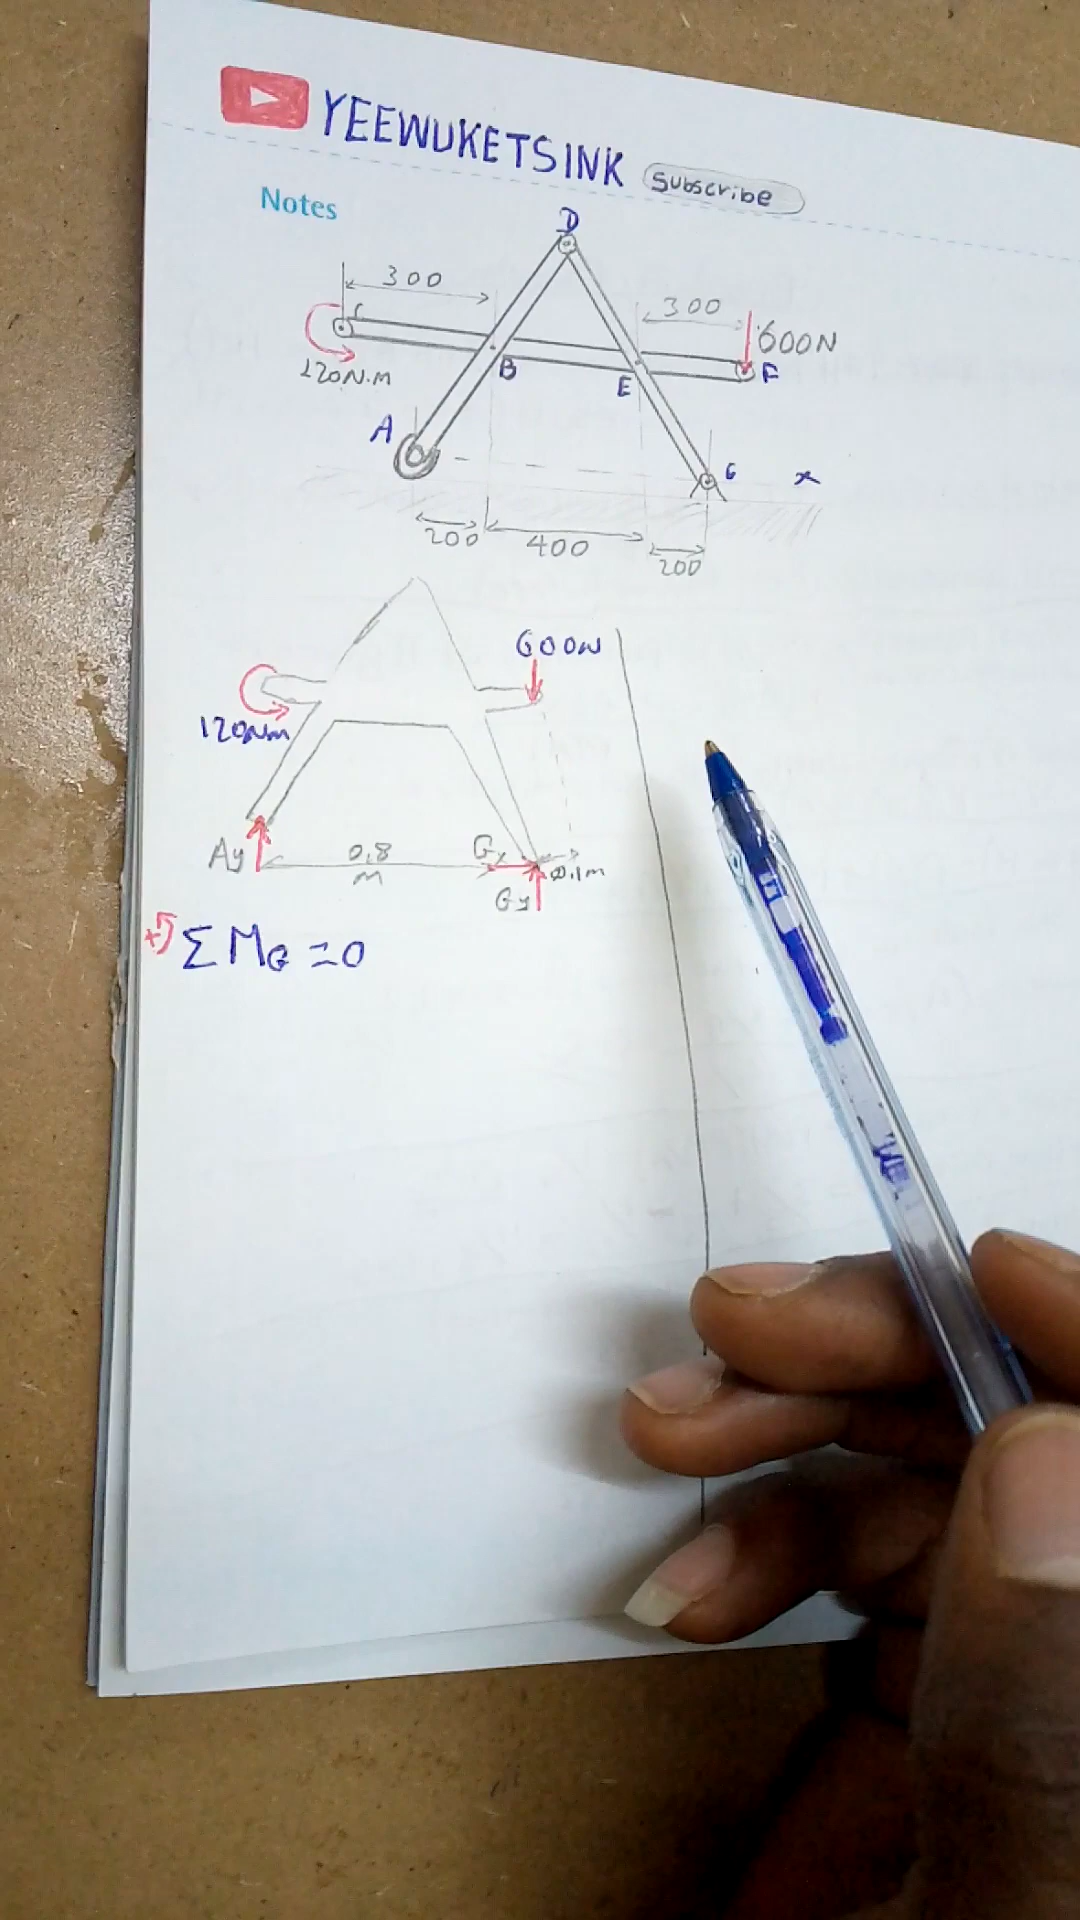 YEEWUKETSINK
Subscribe
Notes
D
300
300
C
600N
120N·m
B
E
F
A
G
x
200
400
200
600N
120Nm
Ay
0,8
m
Gx
0.1m
Gy
+) ΣM_G = 0